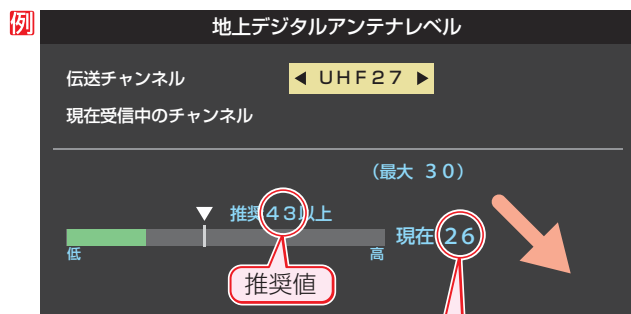 例
地上デジタルアンテナレベル
伝送チャンネル
◀ UHF27 ▶
現在受信中のチャンネル
(最大 30)
▼ 推奨43以上
低 高 現在26
推奨値